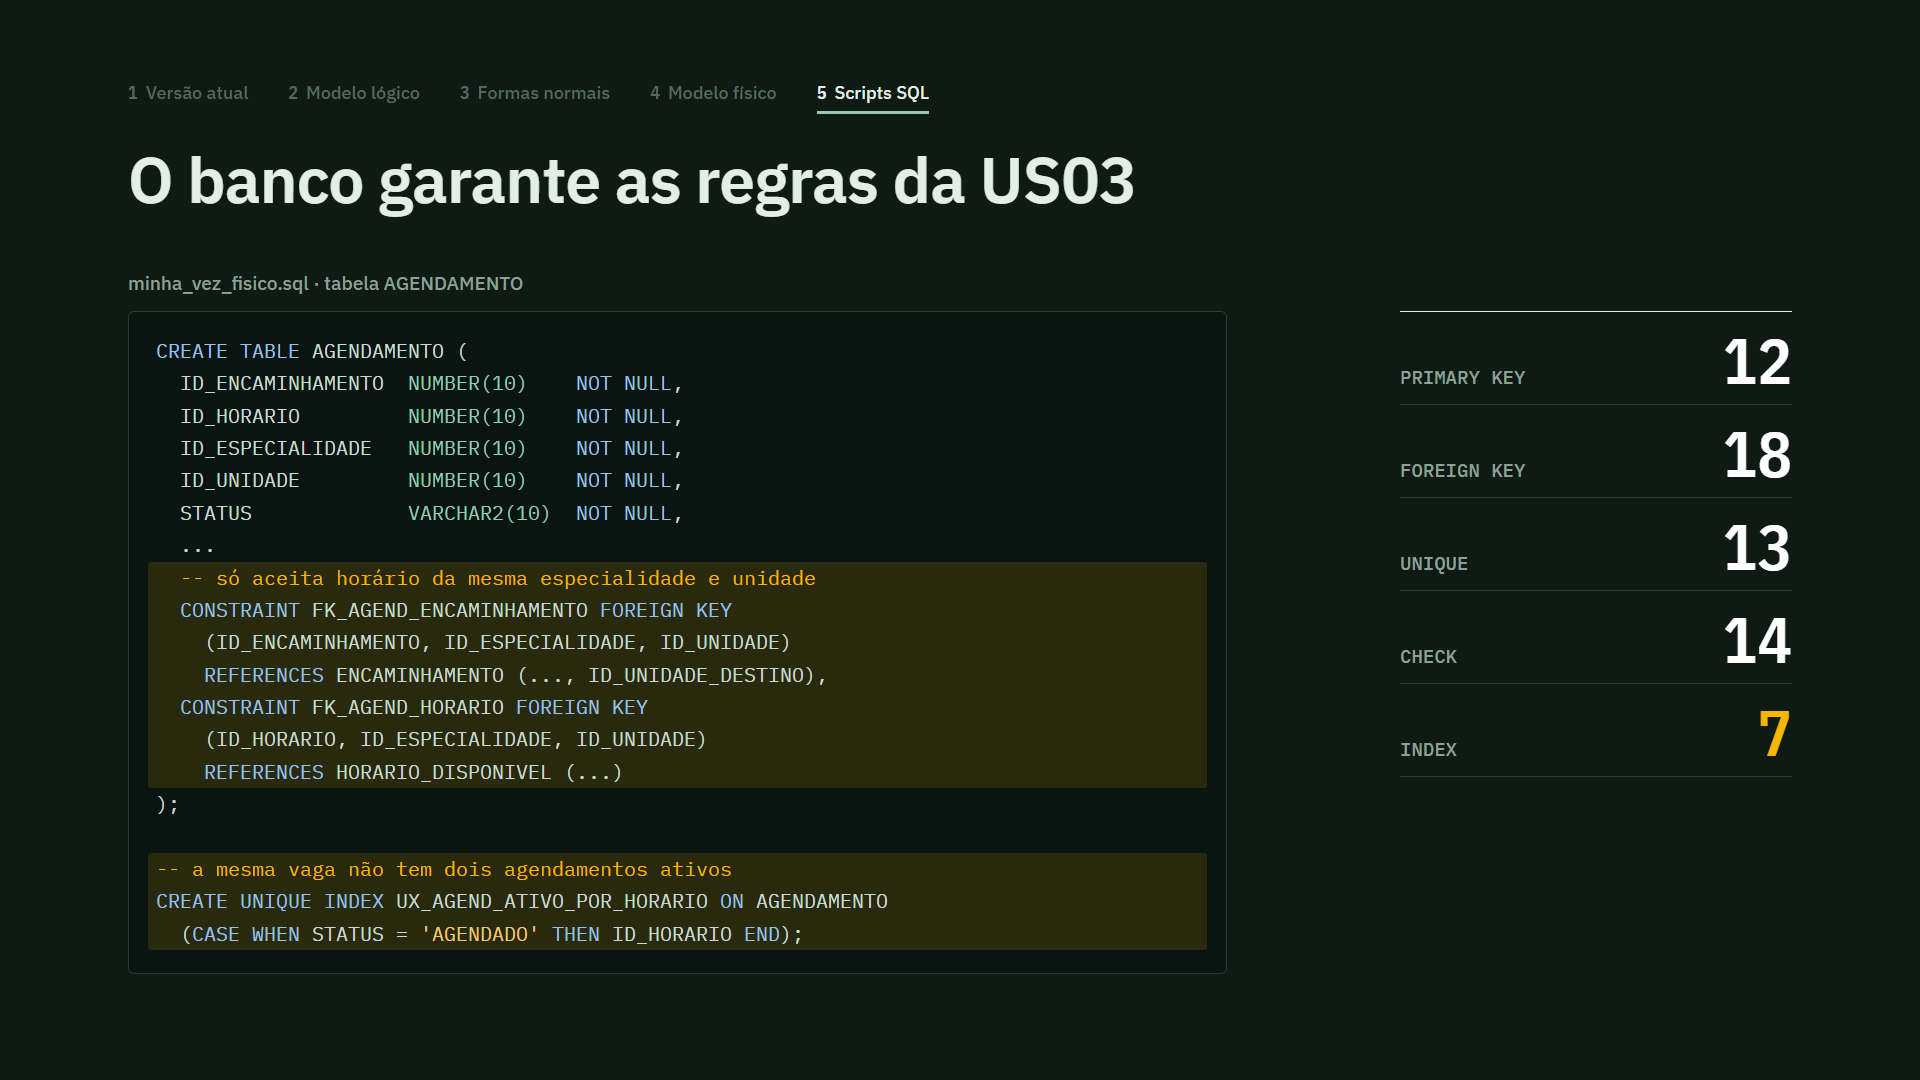 1 Versão atual 2 Modelo lógico 3 Formas normais 4 Modelo físico 5 Scripts SQL
O banco garante as regras da US03
minha_vez_fisico.sql · tabela AGENDAMENTO
CREATE TABLE AGENDAMENTO (
  ID_ENCAMINHAMENTO  NUMBER(10)    NOT NULL,
  ID_HORARIO         NUMBER(10)    NOT NULL,
  ID_ESPECIALIDADE   NUMBER(10)    NOT NULL,
  ID_UNIDADE         NUMBER(10)    NOT NULL,
  STATUS             VARCHAR2(10)  NOT NULL,
  ...
  -- só aceita horário da mesma especialidade e unidade
  CONSTRAINT FK_AGEND_ENCAMINHAMENTO FOREIGN KEY
    (ID_ENCAMINHAMENTO, ID_ESPECIALIDADE, ID_UNIDADE)
    REFERENCES ENCAMINHAMENTO (..., ID_UNIDADE_DESTINO),
  CONSTRAINT FK_AGEND_HORARIO FOREIGN KEY
    (ID_HORARIO, ID_ESPECIALIDADE, ID_UNIDADE)
    REFERENCES HORARIO_DISPONIVEL (...)
);
-- a mesma vaga não tem dois agendamentos ativos
CREATE UNIQUE INDEX UX_AGEND_ATIVO_POR_HORARIO ON AGENDAMENTO
  (CASE WHEN STATUS = 'AGENDADO' THEN ID_HORARIO END);
PRIMARY KEY 12
FOREIGN KEY 18
UNIQUE 13
CHECK 14
INDEX 7